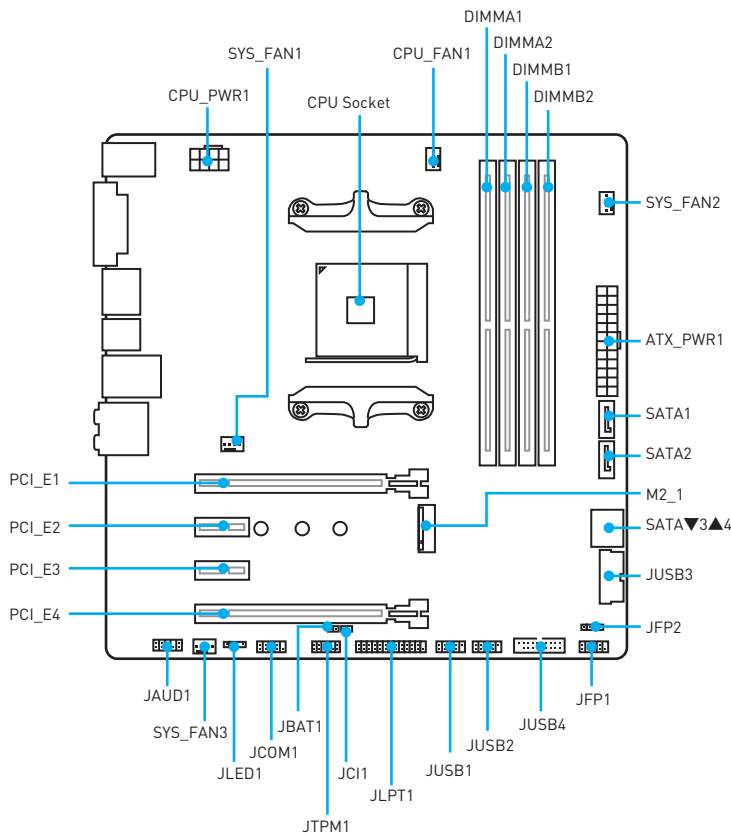 DIMMA1
DIMMA2
SYS_FAN1
CPU_FAN1
DIMMB1
CPU_PWR1
CPU Socket
DIMMB2
SYS_FAN2
ATX_PWR1
SATA1
SATA2
PCI_E1
M2_1
PCI_E2
SATA▼3▲4
PCI_E3
JUSB3
PCI_E4
JFP2
JAUD1
JFP1
SYS_FAN3
JBAT1
JUSB4
JCOM1
JUSB2
JLED1
JCI1
JUSB1
JLPT1
JTPM1